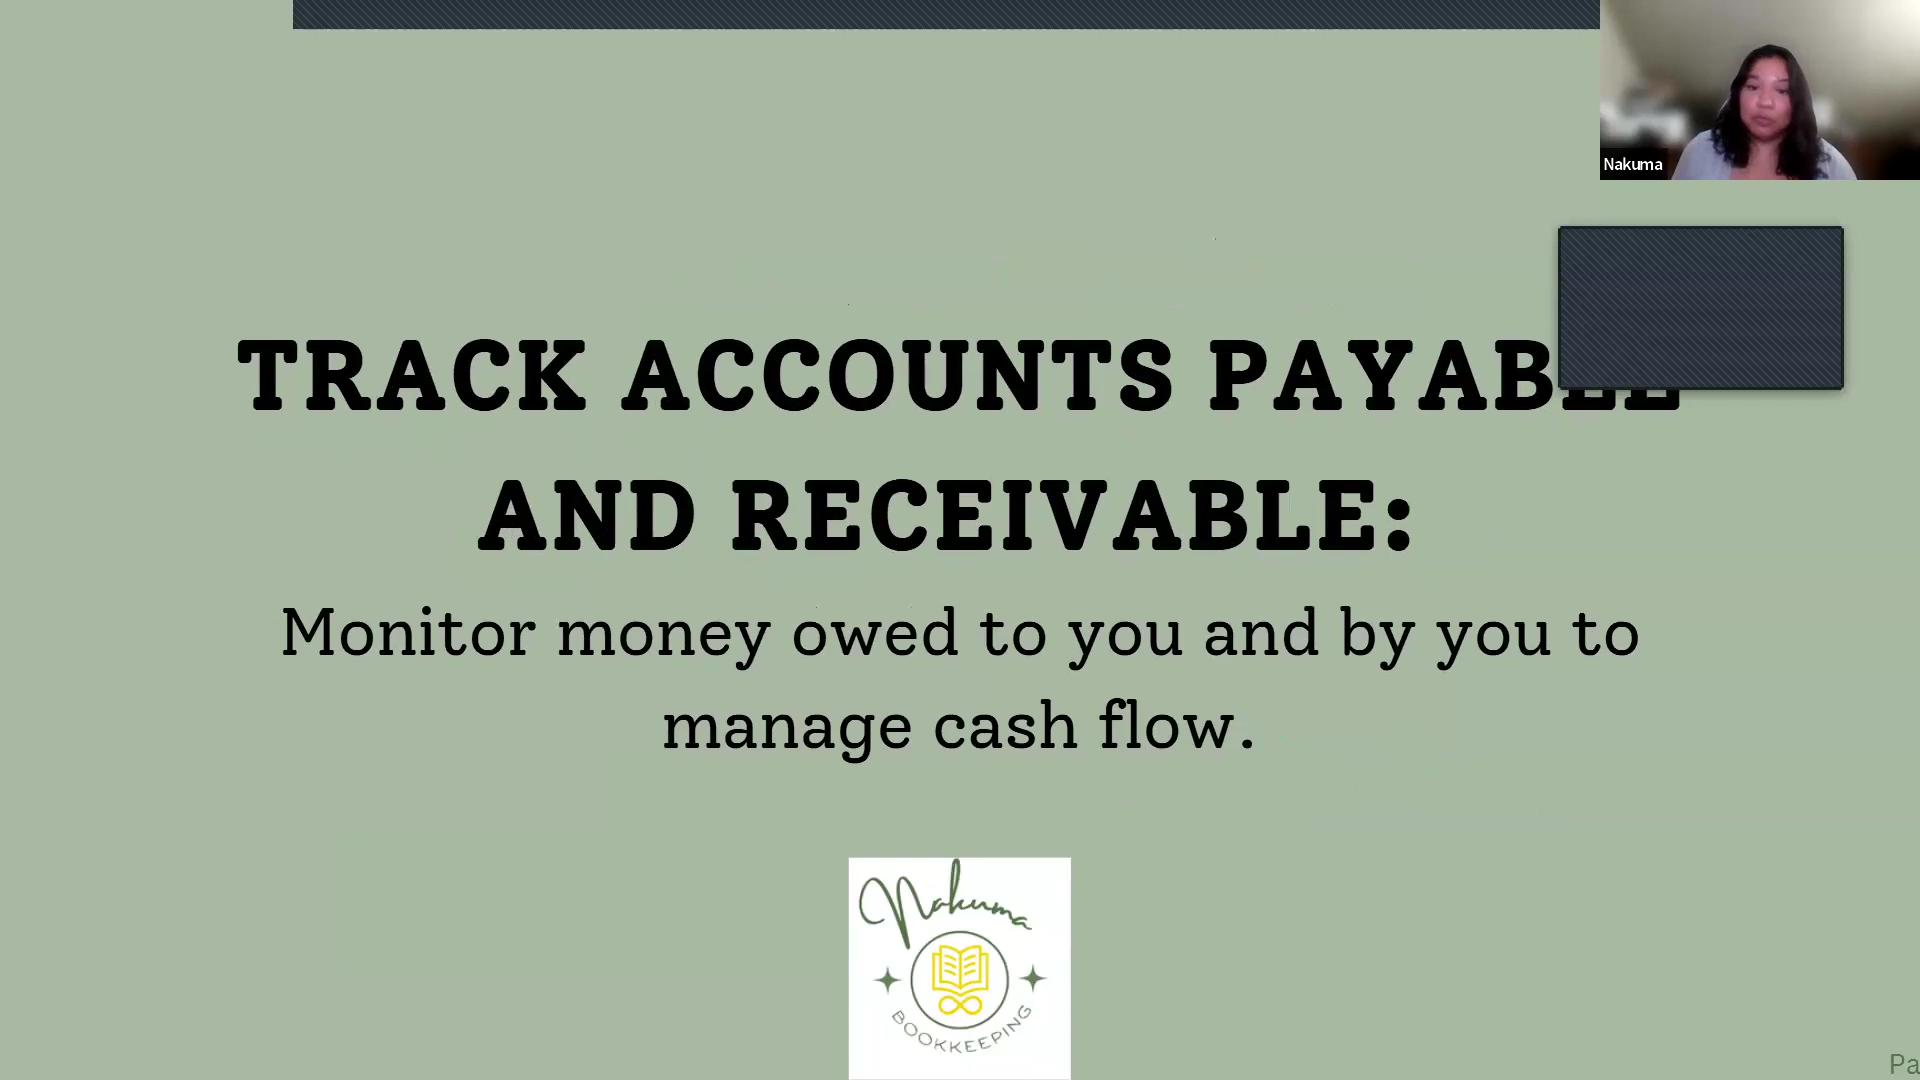 Nakuma
TRACK ACCOUNTS PAYABLE
AND RECEIVABLE:
Monitor money owed to you and by you to
manage cash flow.
Nakuma
BOOKKEEPING
Pa